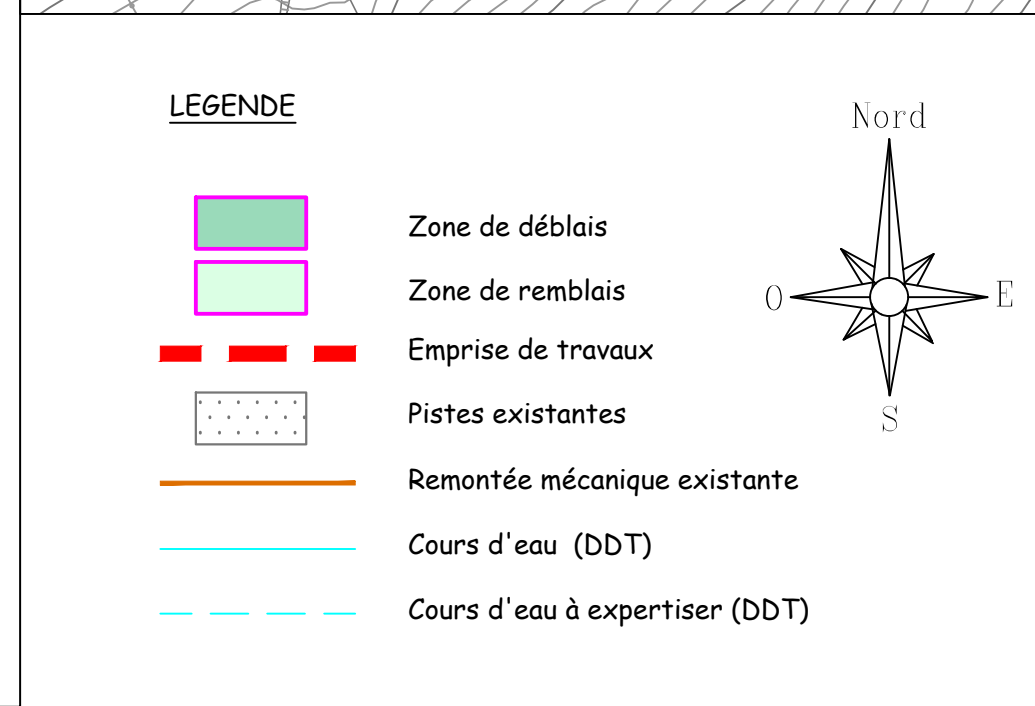 LEGENDE
Nord
Zone de déblais
Zone de remblais
O
E
Emprise de travaux
Pistes existantes
S
Remontée mécanique existante
Cours d'eau (DDT)
Cours d'eau à expertiser (DDT)